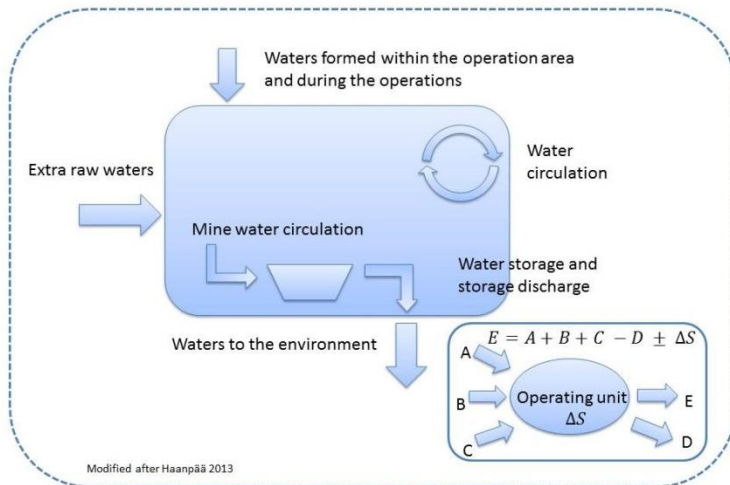 Waters formed within the operation area
and during the operations
Extra raw waters
Water
circulation
Mine water circulation
Water storage and
storage discharge
Waters to the environment
E = A + B + C − D ± ΔS
A
B
C
Operating unit
ΔS
E
D
Modified after Haanpää 2013